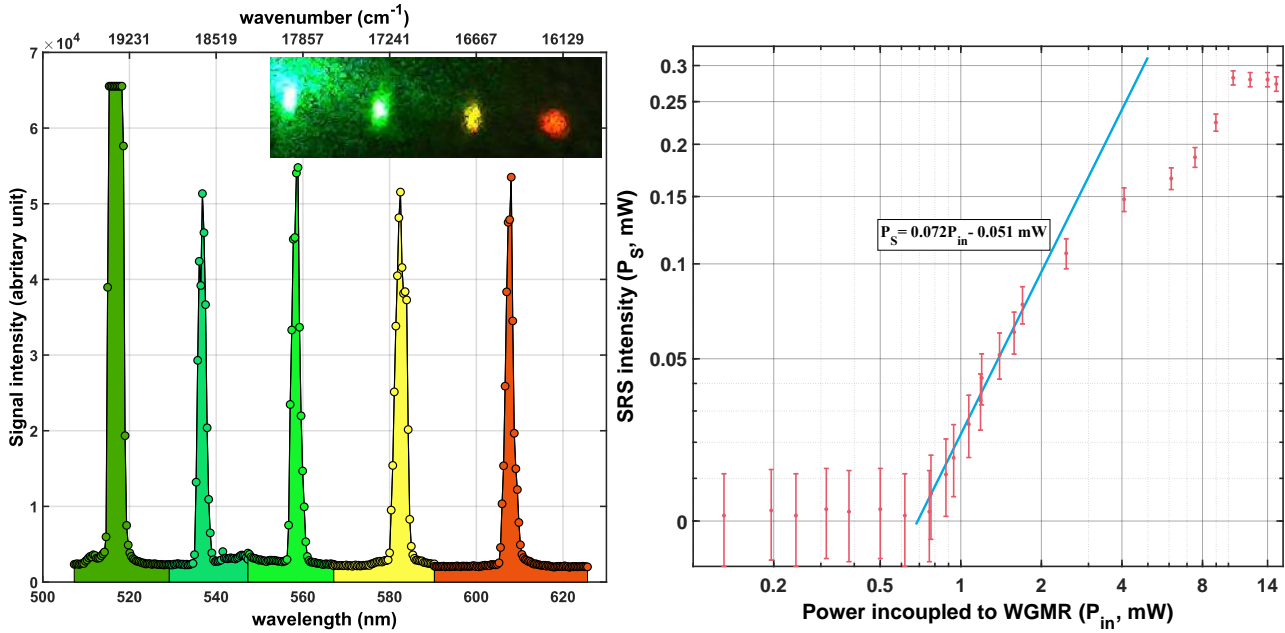 wavenumber (cm⁻¹)
19231 18519 17857 17241 16667 16129
7 ×10⁴
6
5
4
3
2
1
0
Signal intensity (abritary unit)
500 520 540 560 580 600 620
wavelength (nm)
0.3
0.25
0.2
0.15
0.1
0.05
0
SRS intensity (P_S, mW)
P_S= 0.072P_in- 0.051 mW
0.2 0.5 1 2 4 8 14
Power incoupled to WGMR (P_in, mW)